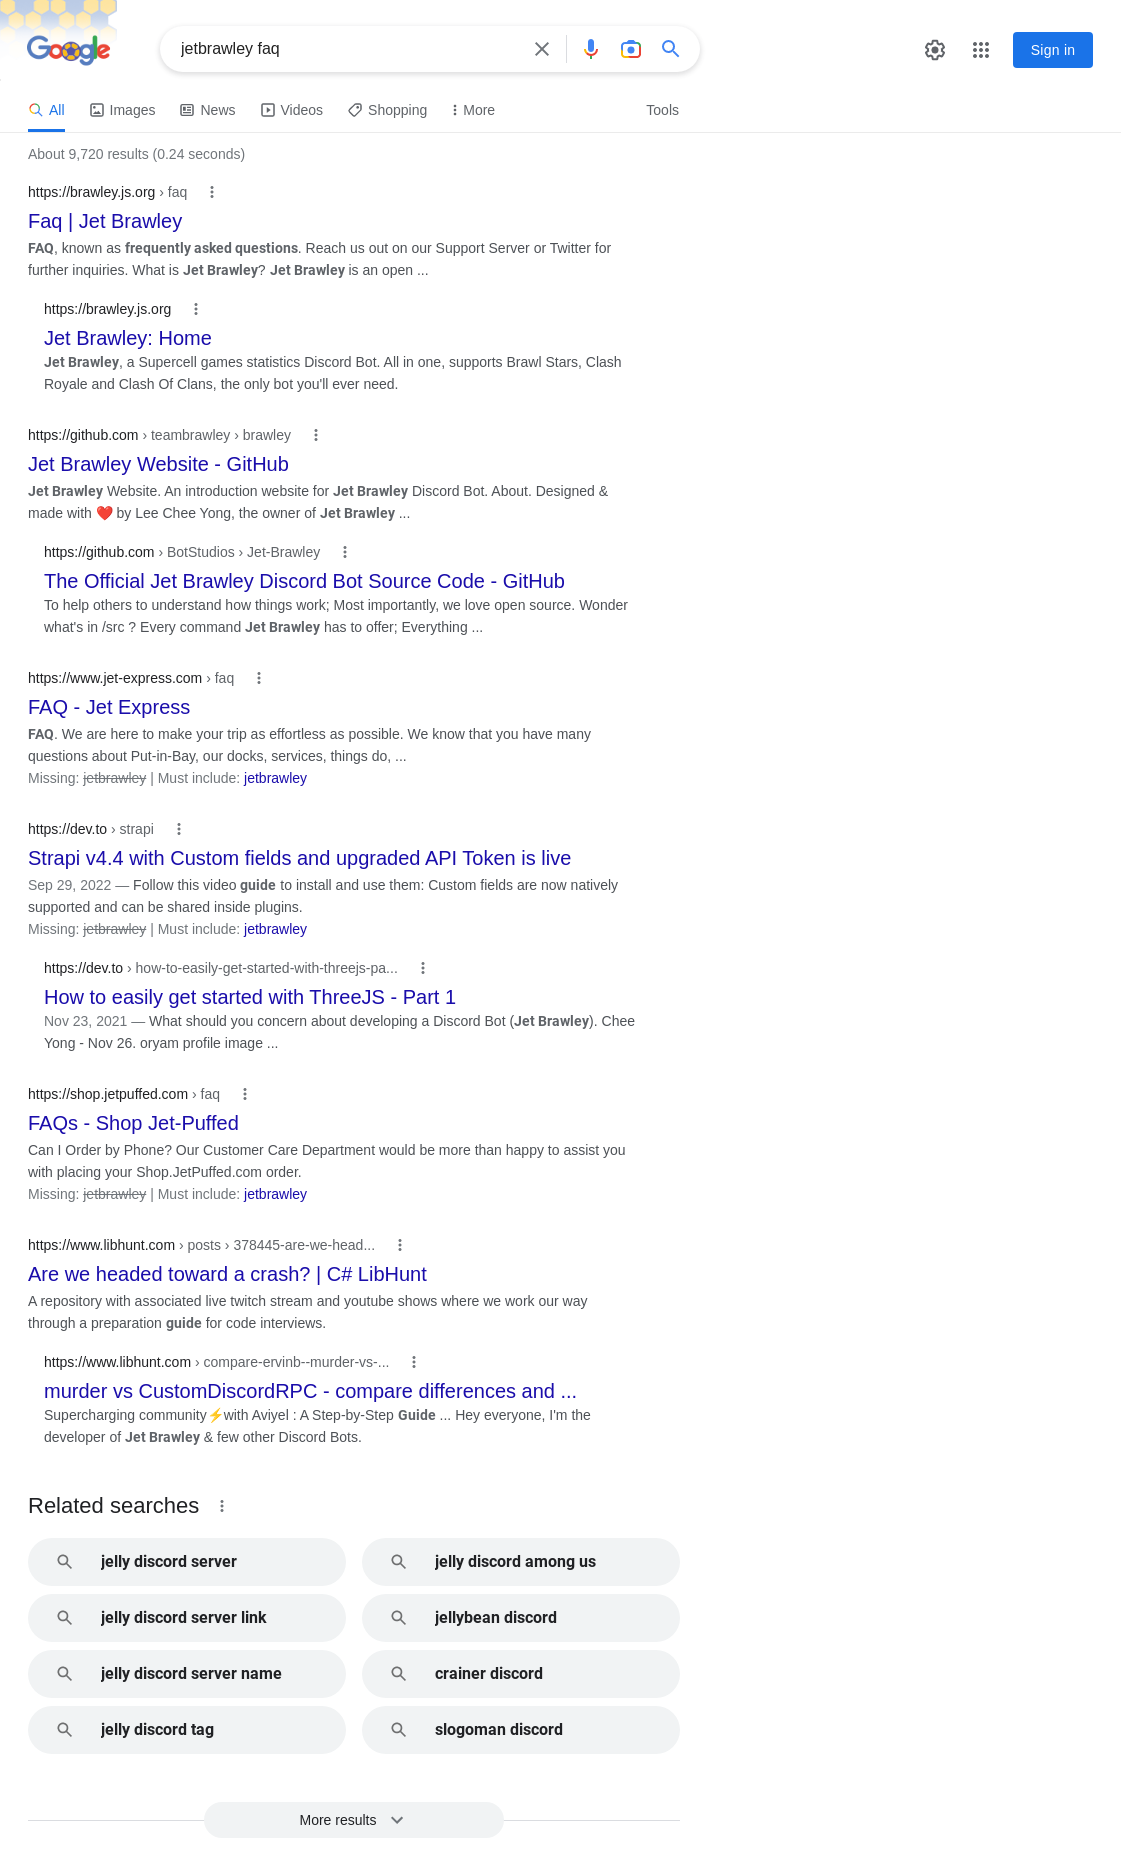 Google
jetbrawley faq
Sign in
All
Images
News
Videos
Shopping
More
Tools
About 9,720 results (0.24 seconds)
https://brawley.js.org › faq
Faq | Jet Brawley
FAQ, known as frequently asked questions. Reach us out on our Support Server or Twitter for
further inquiries. What is Jet Brawley? Jet Brawley is an open ...
https://brawley.js.org
Jet Brawley: Home
Jet Brawley, a Supercell games statistics Discord Bot. All in one, supports Brawl Stars, Clash
Royale and Clash Of Clans, the only bot you'll ever need.
https://github.com › teambrawley › brawley
Jet Brawley Website - GitHub
Jet Brawley Website. An introduction website for Jet Brawley Discord Bot. About. Designed &
made with ❤️ by Lee Chee Yong, the owner of Jet Brawley ...
https://github.com › BotStudios › Jet-Brawley
The Official Jet Brawley Discord Bot Source Code - GitHub
To help others to understand how things work; Most importantly, we love open source. Wonder
what's in /src ? Every command Jet Brawley has to offer; Everything ...
https://www.jet-express.com › faq
FAQ - Jet Express
FAQ. We are here to make your trip as effortless as possible. We know that you have many
questions about Put-in-Bay, our docks, services, things do, ...
Missing: jetbrawley | Must include: jetbrawley
https://dev.to › strapi
Strapi v4.4 with Custom fields and upgraded API Token is live
Sep 29, 2022 — Follow this video guide to install and use them: Custom fields are now natively
supported and can be shared inside plugins.
Missing: jetbrawley | Must include: jetbrawley
https://dev.to › how-to-easily-get-started-with-threejs-pa...
How to easily get started with ThreeJS - Part 1
Nov 23, 2021 — What should you concern about developing a Discord Bot (Jet Brawley). Chee
Yong - Nov 26. oryam profile image ...
https://shop.jetpuffed.com › faq
FAQs - Shop Jet-Puffed
Can I Order by Phone? Our Customer Care Department would be more than happy to assist you
with placing your Shop.JetPuffed.com order.
Missing: jetbrawley | Must include: jetbrawley
https://www.libhunt.com › posts › 378445-are-we-head...
Are we headed toward a crash? | C# LibHunt
A repository with associated live twitch stream and youtube shows where we work our way
through a preparation guide for code interviews.
https://www.libhunt.com › compare-ervinb--murder-vs-...
murder vs CustomDiscordRPC - compare differences and ...
Supercharging community⚡with Aviyel : A Step-by-Step Guide ... Hey everyone, I'm the
developer of Jet Brawley & few other Discord Bots.
Related searches
jelly discord server
jelly discord among us
jelly discord server link
jellybean discord
jelly discord server name
crainer discord
jelly discord tag
slogoman discord
More results